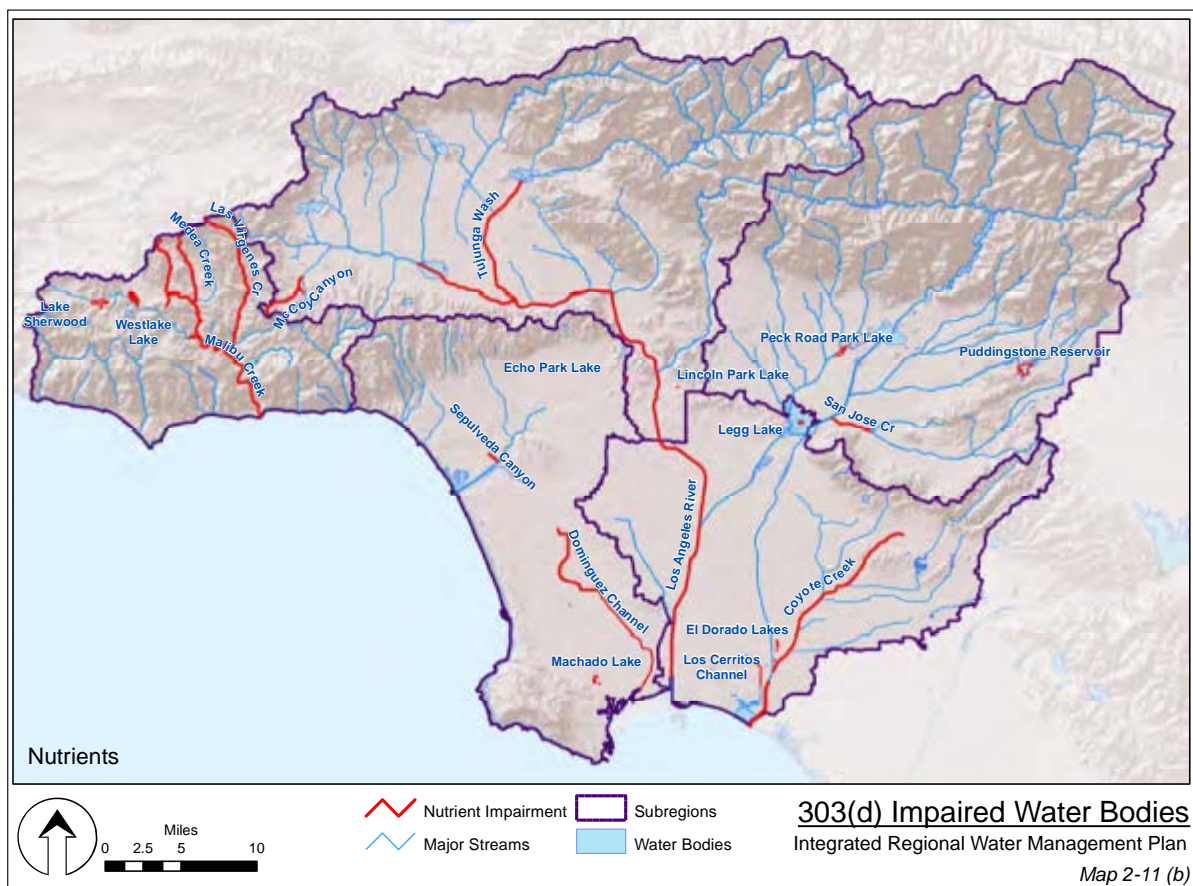 Las Virgenes Cr
Medea Creek
Tujunga Wash
McCoy Canyon
Lake
Sherwood
Westlake
Lake
Malibu Creek
Echo Park Lake
Lincoln Park Lake
Peck Road Park Lake
Puddingstone Reservoir
Sepulveda Canyon
Legg Lake
San Jose Cr
Los Angeles River
Dominguez Channel
Coyote Creek
El Dorado Lakes
Machado Lake
Los Cerritos
Channel
Nutrients
Miles
0 2.5 5 10
Nutrient Impairment
Major Streams
Subregions
Water Bodies
303(d) Impaired Water Bodies
Integrated Regional Water Management Plan
Map 2-11 (b)